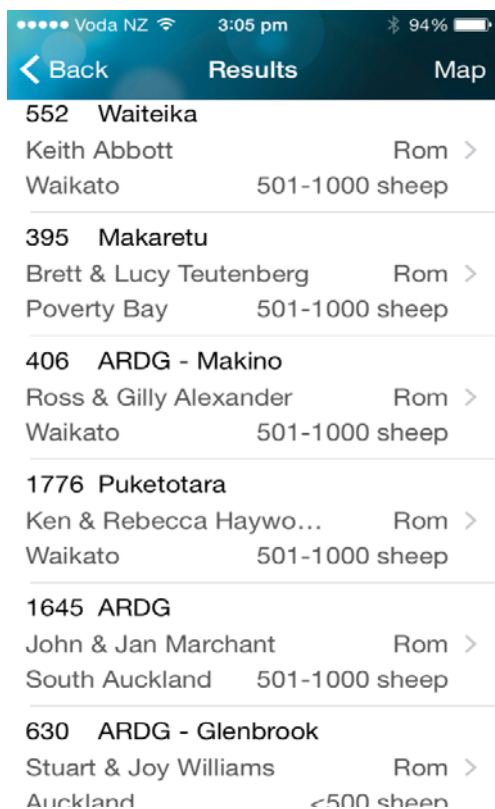 Voda NZ 3:05 pm 94%
Back Results Map
552 Waiteika
Keith Abbott Rom
Waikato 501-1000 sheep
395 Makaretu
Brett & Lucy Teutenberg Rom
Poverty Bay 501-1000 sheep
406 ARDG - Makino
Ross & Gilly Alexander Rom
Waikato 501-1000 sheep
1776 Puketotara
Ken & Rebecca Haywo... Rom
Waikato 501-1000 sheep
1645 ARDG
John & Jan Marchant Rom
South Auckland 501-1000 sheep
630 ARDG - Glenbrook
Stuart & Joy Williams Rom
Auckland <500 sheep